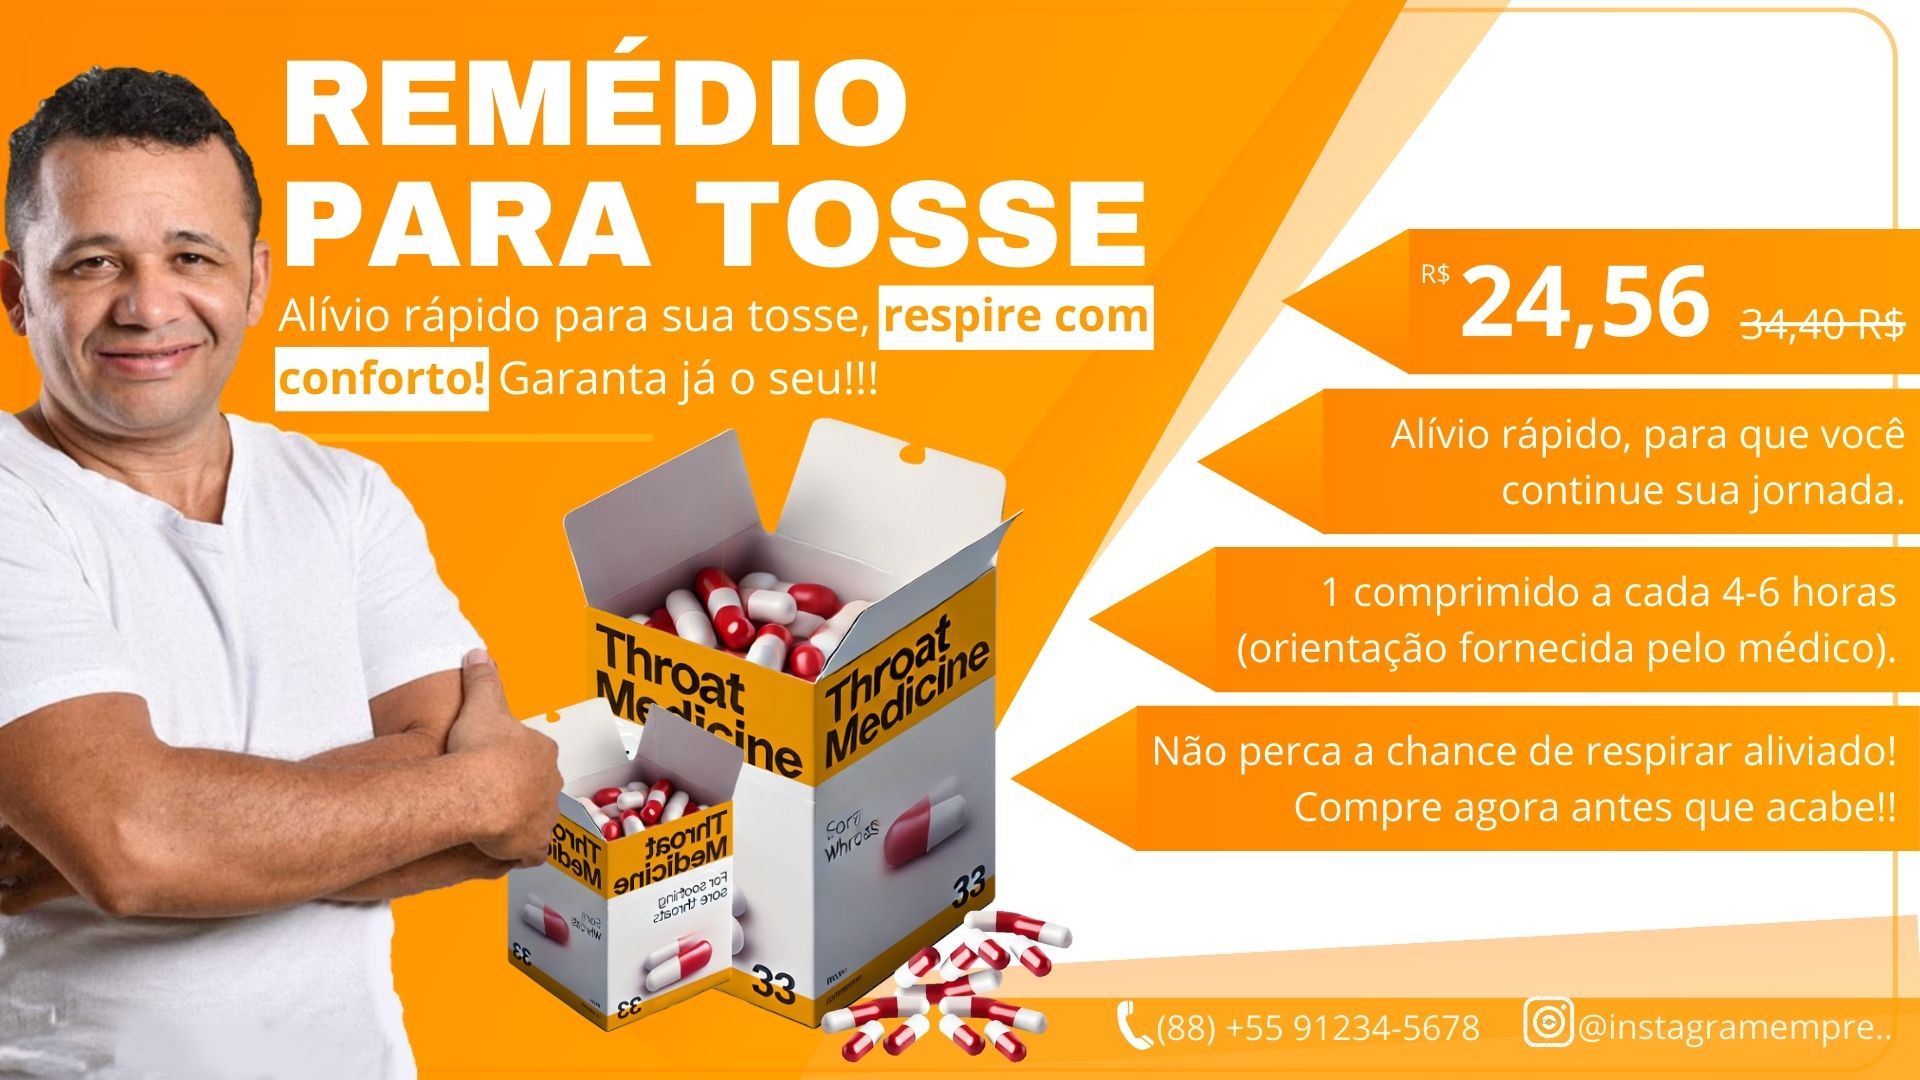 REMÉDIO
PARA TOSSE
Alívio rápido para sua tosse, respire com
conforto! Garanta já o seu!!!
R$ 24,56 34,40 R$
Alívio rápido, para que você
continue sua jornada.
1 comprimido a cada 4-6 horas
(orientação fornecida pelo médico).
Não perca a chance de respirar aliviado!
Compre agora antes que acabe!!
Throat
Medicine
Throat
Medicine
33
33
Throat
Medicine
For soothing
sore throats
33
33
(88) +55 91234-5678
@instagramempre..